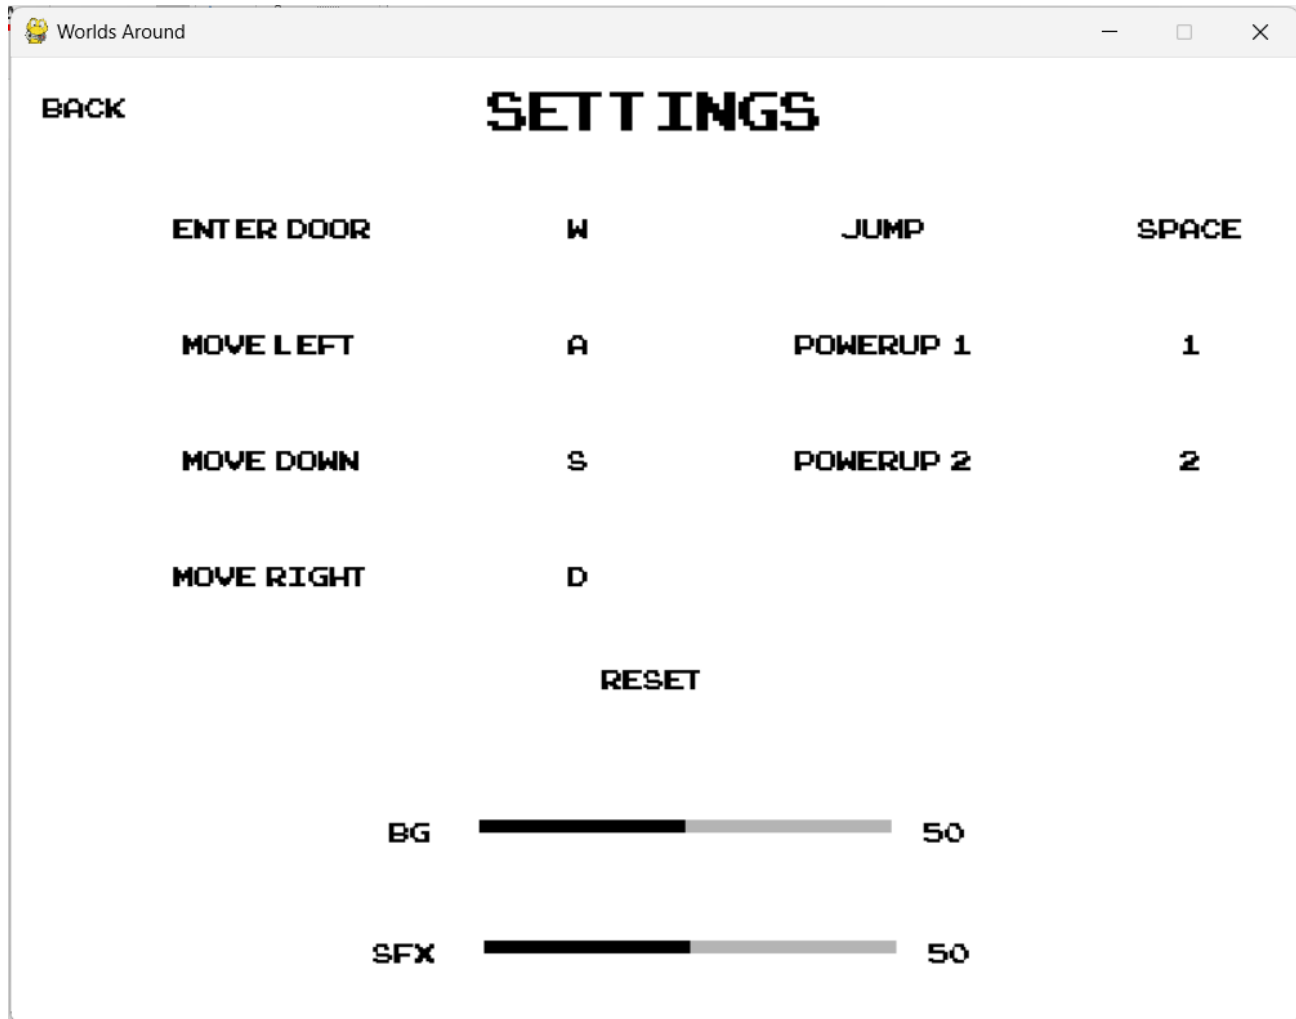 Worlds Around
BACK
SETTINGS
ENTER DOOR W JUMP SPACE
MOVE LEFT A POWERUP 1 1
MOVE DOWN S POWERUP 2 2
MOVE RIGHT D
RESET
BG 50
SFX 50